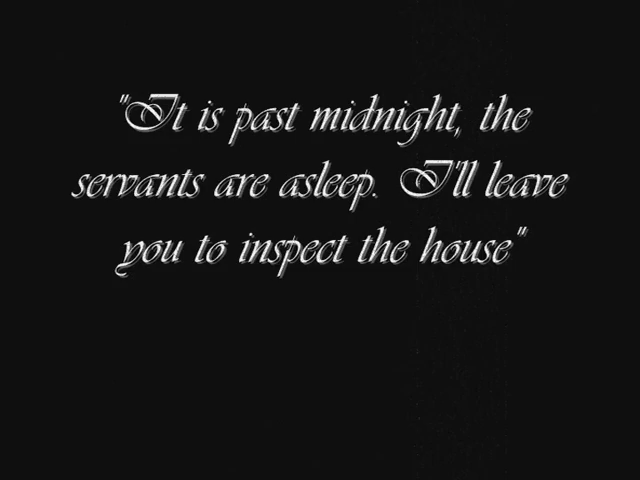 "It is past midnight, the
servants are asleep. I'll leave
you to inspect the house"